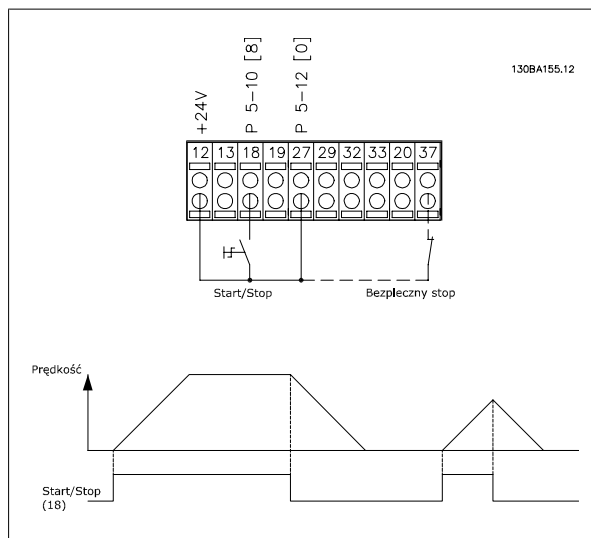 130BA155.12
+24V
P 5-10 [8]
P 5-12 [0]
12 13 18 19 27 29 32 33 20 37
Start/Stop
Bezpieczny stop
Prędkość
Start/Stop
(18)